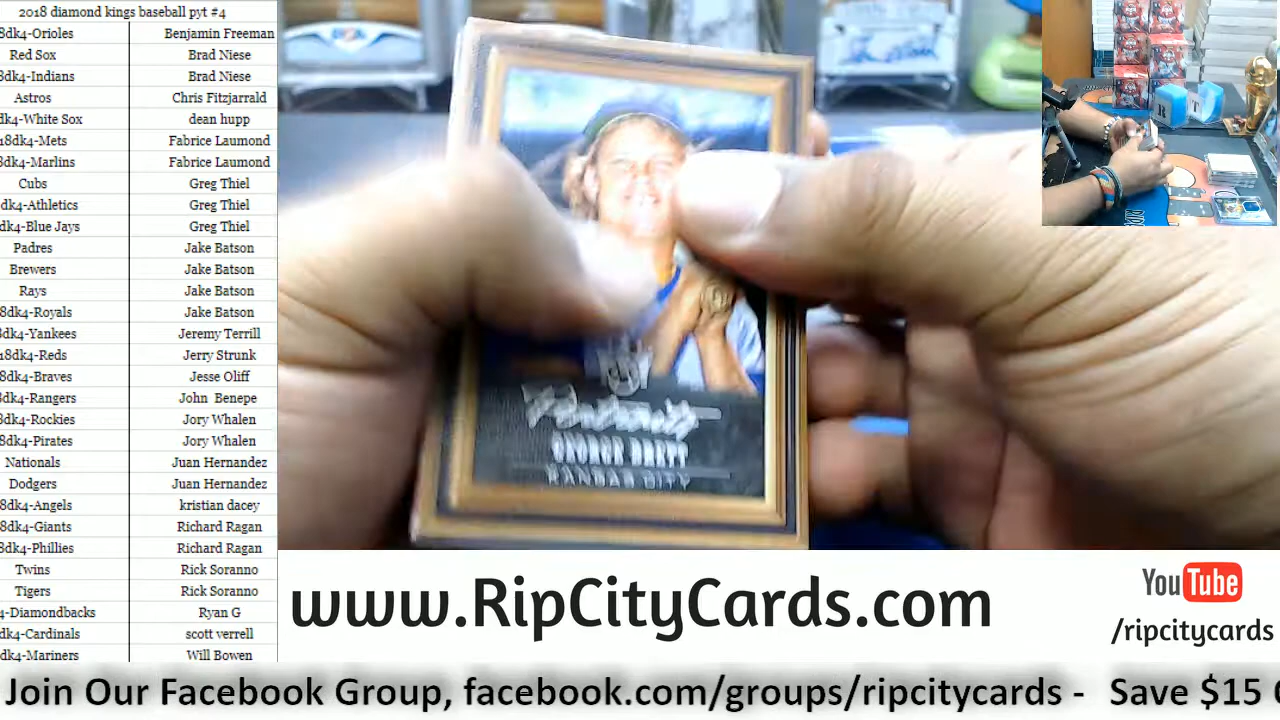 2018 diamond kings baseball pyt #4
8dk4-Orioles Benjamin Freeman
Red Sox Brad Niese
8dk4-Indians Brad Niese
Astros Chris Fitzjarrald
dk4-White Sox dean hupp
18dk4-Mets Fabrice Laumond
8dk4-Marlins Fabrice Laumond
Cubs Greg Thiel
dk4-Athletics Greg Thiel
dk4-Blue Jays Greg Thiel
Padres Jake Batson
Brewers Jake Batson
Rays Jake Batson
8dk4-Royals Jake Batson
8dk4-Yankees Jeremy Terrill
18dk4-Reds Jerry Strunk
8dk4-Braves Jesse Oliff
8dk4-Rangers John Benepe
8dk4-Rockies Jory Whalen
8dk4-Pirates Jory Whalen
Nationals Juan Hernandez
Dodgers Juan Hernandez
8dk4-Angels kristian dacey
8dk4-Giants Richard Ragan
8dk4-Phillies Richard Ragan
Twins Rick Soranno
Tigers Rick Soranno
4-Diamondbacks Ryan G
dk4-Cardinals scott verrell
dk4-Mariners Will Bowen
Portraits
GEORGE BRETT
KANSAS CITY
www.RipCityCards.com
YouTube
/ripcitycards
Join Our Facebook Group, facebook.com/groups/ripcitycards - Save $15